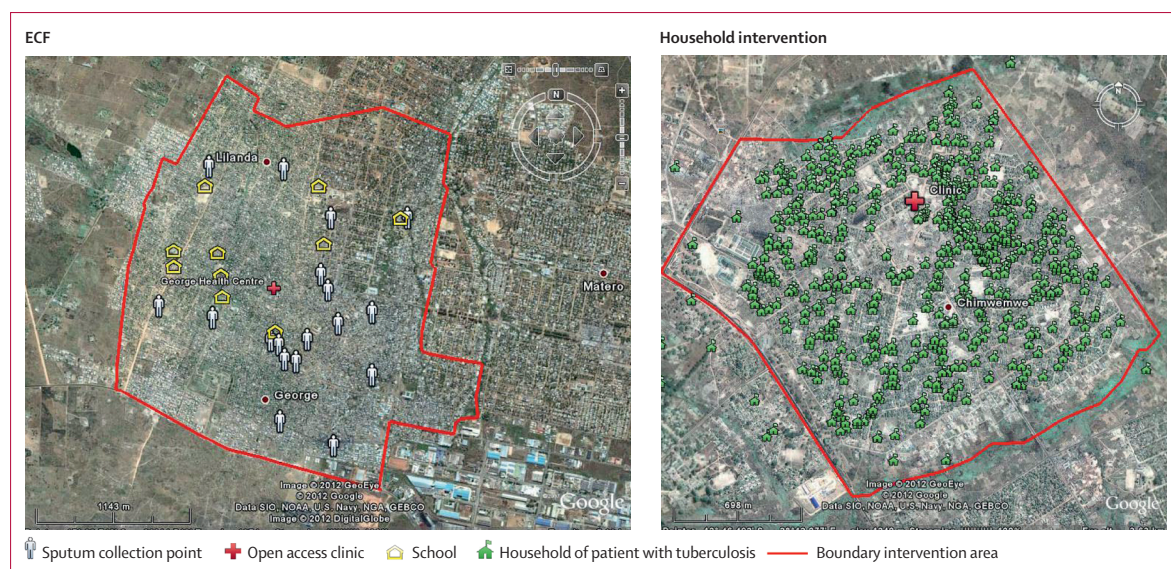 ECF
Household intervention
N
Lilanda
George Health Centre
Matero
George
Clinic
Chimwemwe
Image © 2012 GeoEye
© 2012 Google
Data SIO, NOAA, U.S. Navy, NGA, GEBCO
Image © 2012 DigitalGlobe
1143 m
Google
N
Image © 2012 GeoEye
© 2012 Google
Data SIO, NOAA, U.S. Navy, NGA, GEBCO
698 m
Google
Sputum collection point
Open access clinic
School
Household of patient with tuberculosis
Boundary intervention area